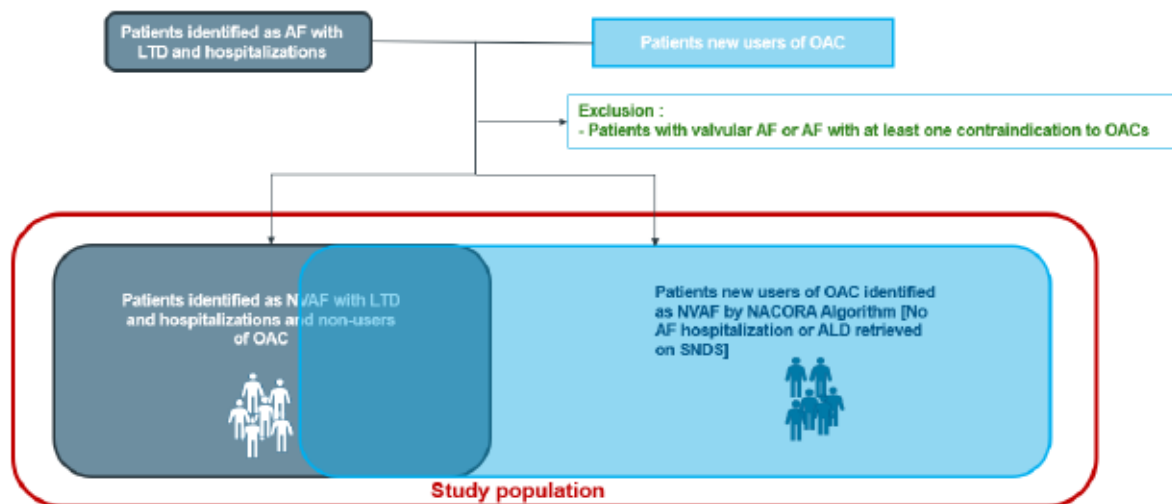 Patients identified as AF with
LTD and hospitalizations
Patients new users of OAC
Exclusion :
- Patients with valvular AF or AF with at least one contraindication to OACs
Patients identified as NVAF with LTD
and hospitalizations and non-users
of OAC
Patients new users of OAC identified
as NVAF by NACORA Algorithm [No
AF hospitalization or ALD retrieved
on SNDS]
Study population